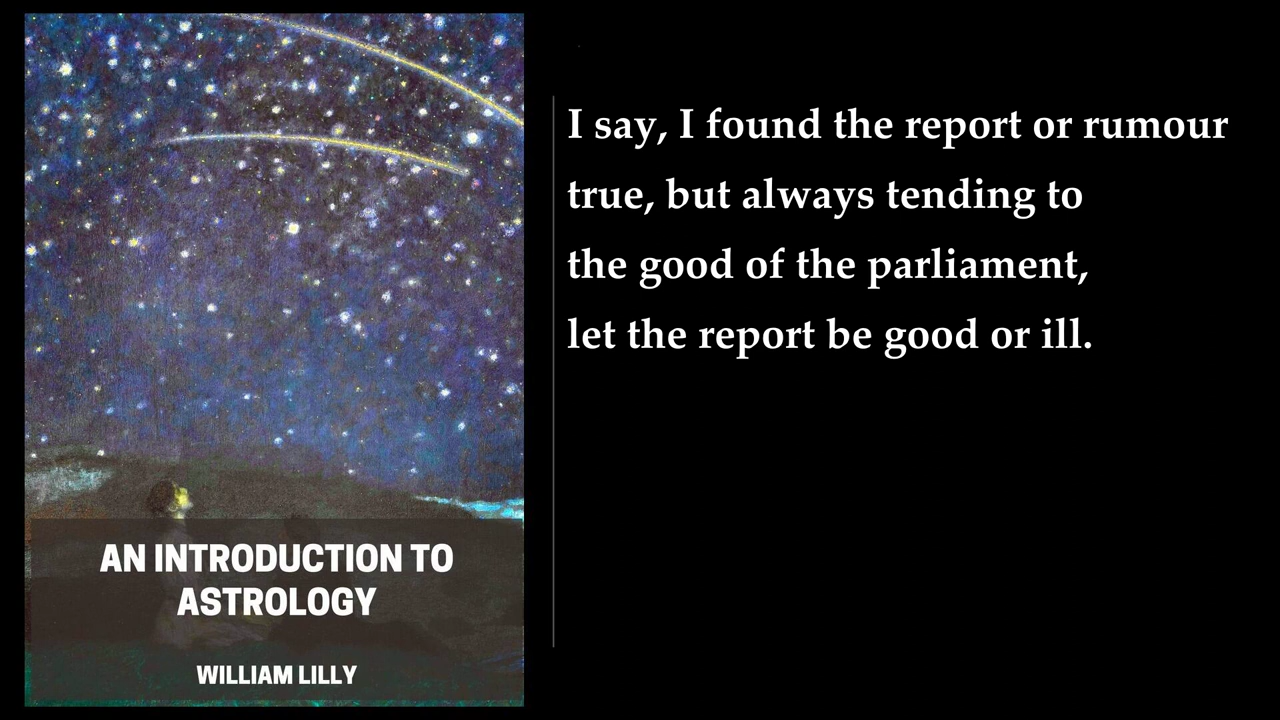 I say, I found the report or rumour
true, but always tending to
the good of the parliament,
let the report be good or ill.
AN INTRODUCTION TO
ASTROLOGY
WILLIAM LILLY